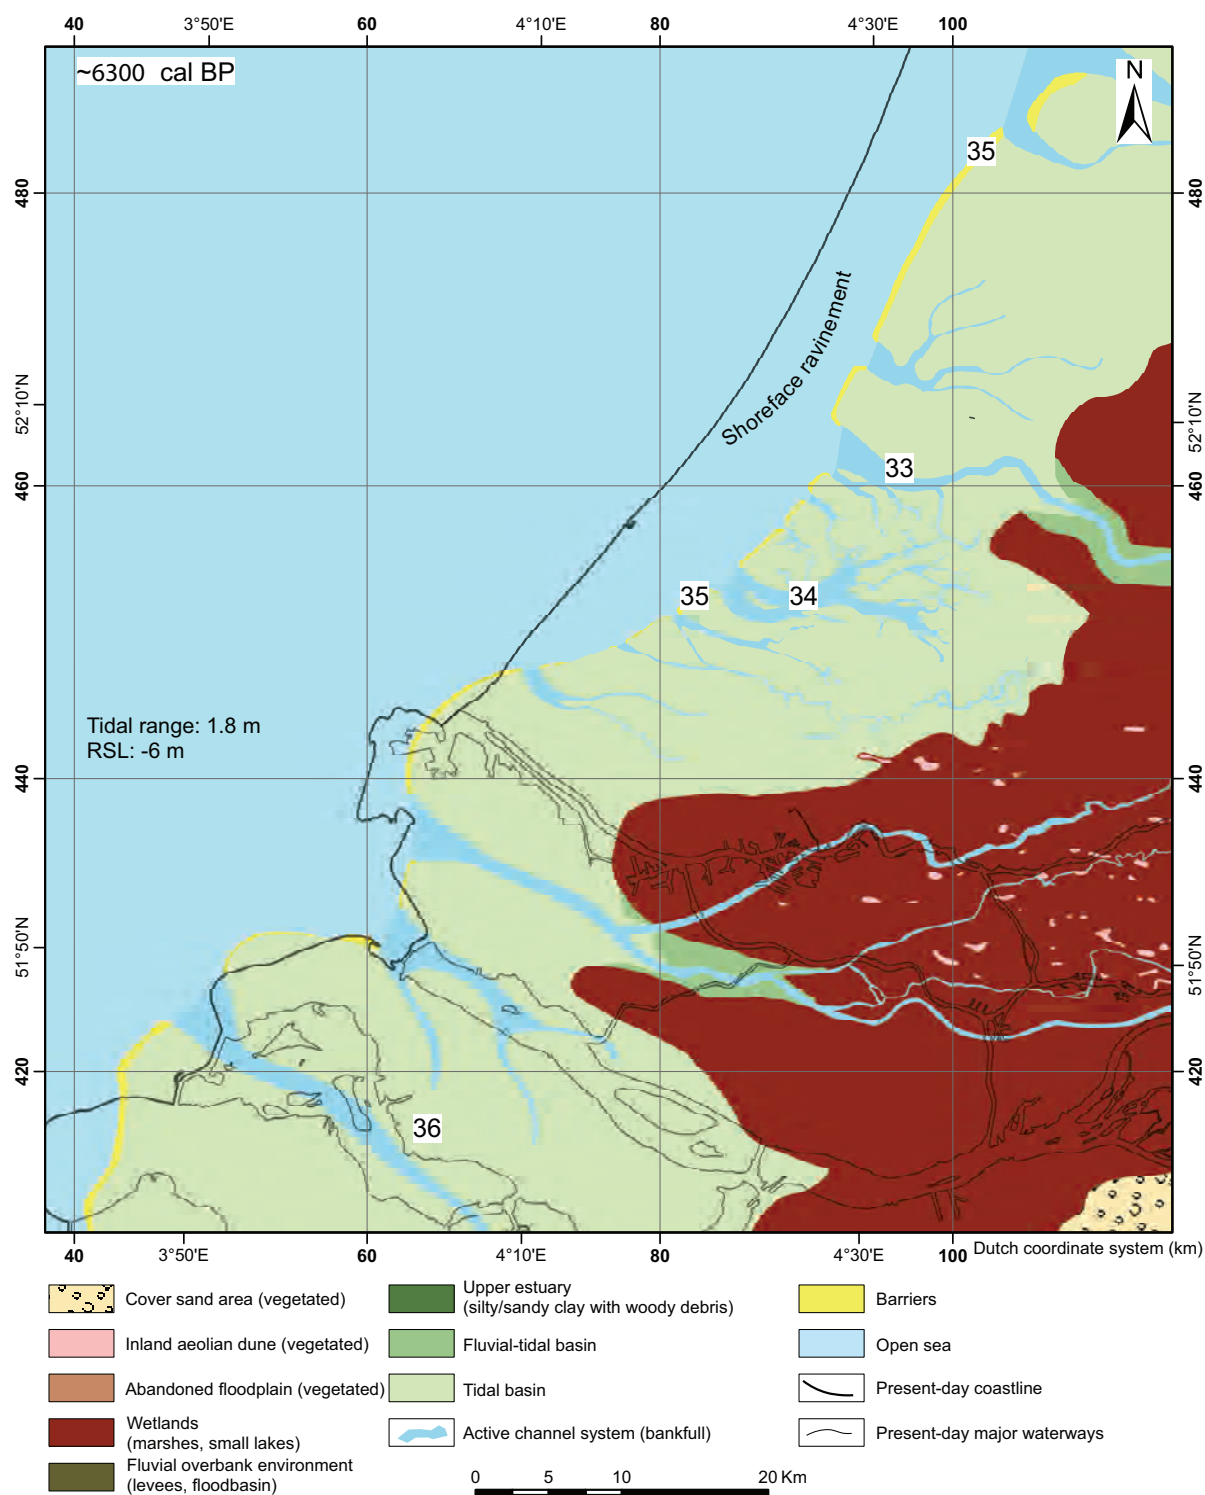 40 3°50'E 60 4°10'E 80 4°30'E 100
~6300 cal BP
N
35
480 480
Shoreface ravinement
52°10'N 52°10'N
33
460 460
35 34
Tidal range: 1.8 m
RSL: -6 m
440 440
51°50'N 51°50'N
420 420
36
40 3°50'E 60 4°10'E 80 4°30'E 100 Dutch coordinate system (km)
Cover sand area (vegetated)
Inland aeolian dune (vegetated)
Abandoned floodplain (vegetated)
Wetlands
(marshes, small lakes)
Fluvial overbank environment
(levees, floodbasin)
Upper estuary
(silty/sandy clay with woody debris)
Fluvial-tidal basin
Tidal basin
Active channel system (bankfull)
Barriers
Open sea
Present-day coastline
Present-day major waterways
0 5 10 20 Km